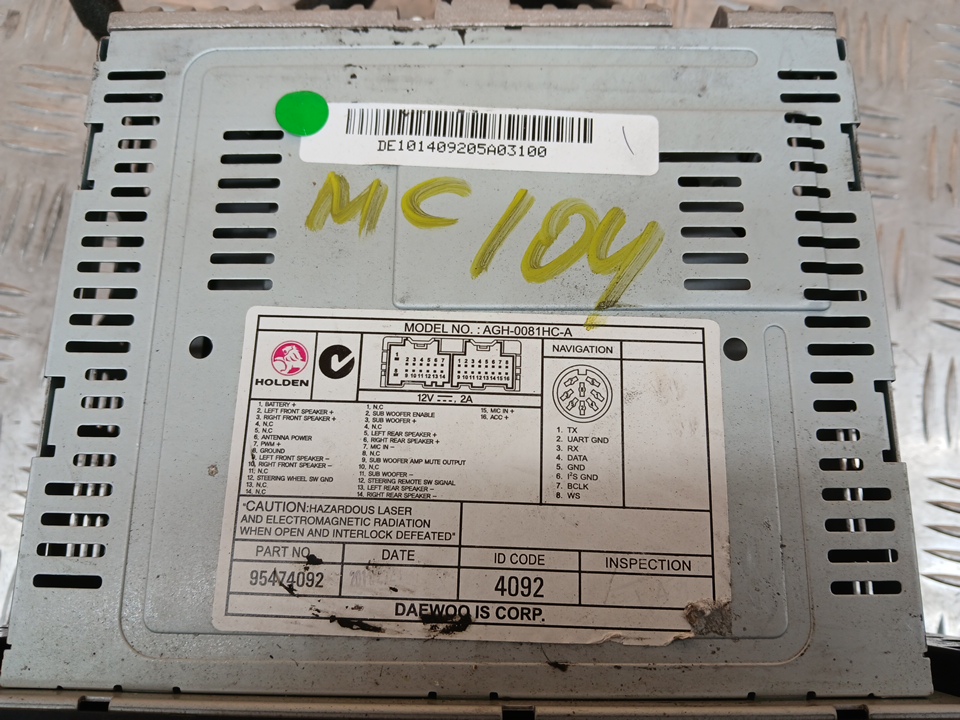 DE101409205A03100
MC 104
MODEL NO. : AGH-0081HC-A
HOLDEN
12V 2A
NAVIGATION
1. BATTERY +
2. LEFT FRONT SPEAKER +
3. RIGHT FRONT SPEAKER +
4. N.C
5. N.C
6. ANTENNA POWER
7. PWM +
8. GROUND
9. LEFT FRONT SPEAKER -
10. RIGHT FRONT SPEAKER -
11. N.C
12. STEERING WHEEL SW GND
13. N.C
14. N.C
1. N.C
2. SUB WOOFER ENABLE
3. SUB WOOFER +
4. N.C
5. LEFT REAR SPEAKER +
6. RIGHT REAR SPEAKER +
7. MIC IN -
8. N.C
9. SUB WOOFER AMP MUTE OUTPUT
10. N.C
11. SUB WOOFER -
12. STEERING REMOTE SW SIGNAL
13. LEFT REAR SPEAKER -
14. RIGHT REAR SPEAKER -
15. MIC IN +
16. ACC +
1. TX
2. UART GND
3. RX
4. DATA
5. GND
6. I²S GND
7. BCLK
8. WS
"CAUTION:HAZARDOUS LASER
AND ELECTROMAGNETIC RADIATION
WHEN OPEN AND INTERLOCK DEFEATED"
PART NO. DATE ID CODE INSPECTION
95474092 4092
DAEWOO IS CORP.